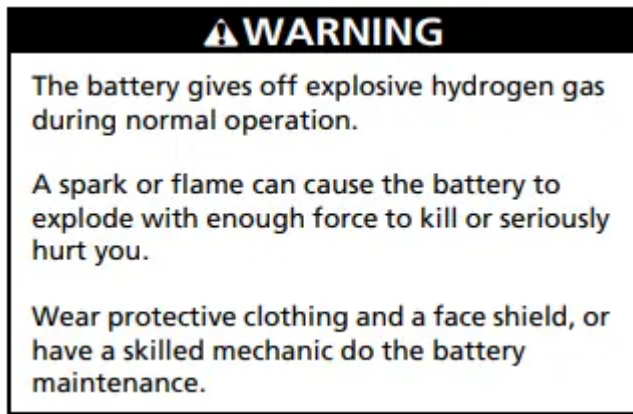 ⚠WARNING
The battery gives off explosive hydrogen gas
during normal operation.
A spark or flame can cause the battery to
explode with enough force to kill or seriously
hurt you.
Wear protective clothing and a face shield, or
have a skilled mechanic do the battery
maintenance.